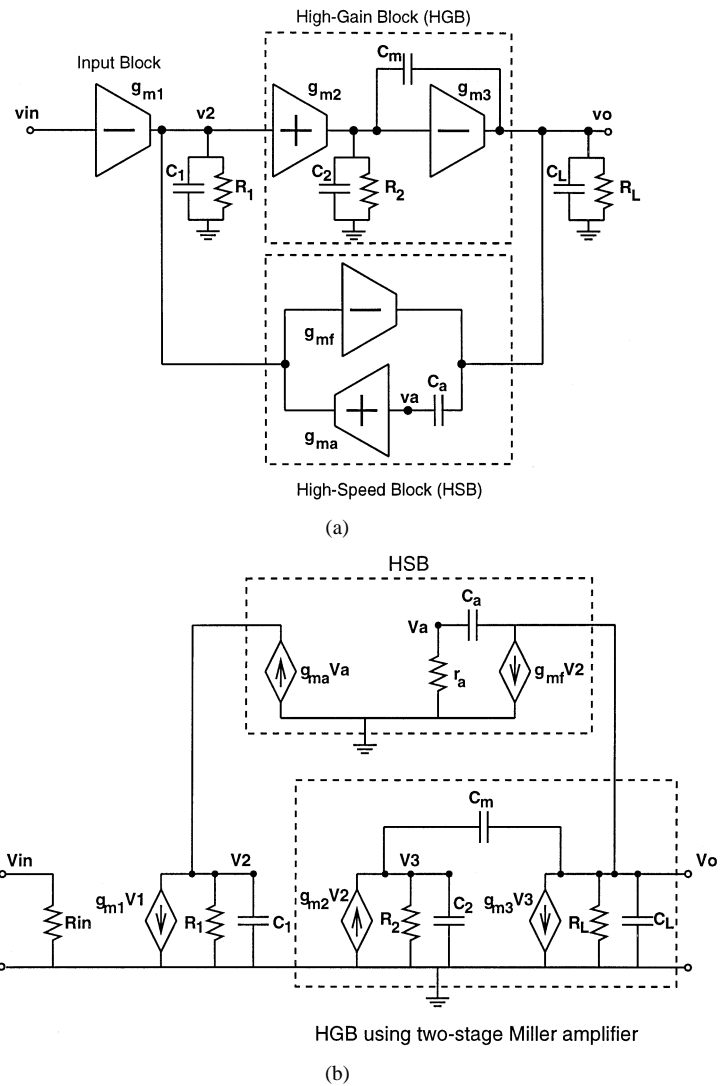 High-Gain Block (HGB)
Input Block
Cm
gm1
gm2
gm3
vin
v2
vo
C1
R1
C2
R2
CL
RL
gmf
Ca
va
gma
High-Speed Block (HSB)
(a)
HSB
Ca
Va
gmaVa
ra
gmfV2
Cm
Vin
V2
V3
Vo
gm1V1
gm2V2
gm3V3
Rin
R1
C1
R2
C2
RL
CL
HGB using two-stage Miller amplifier
(b)